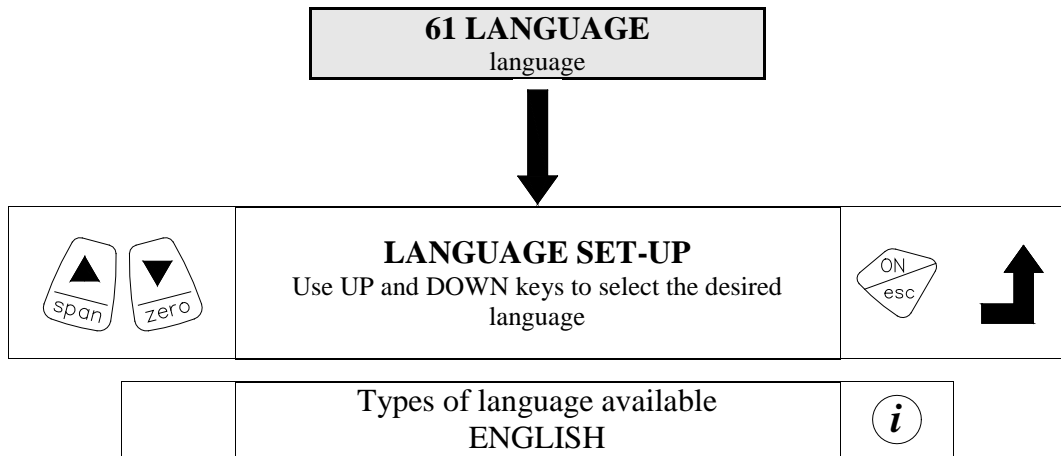 61 LANGUAGE
language
span
zero
LANGUAGE SET-UP
Use UP and DOWN keys to select the desired
language
ON
esc
Types of language available
ENGLISH
i